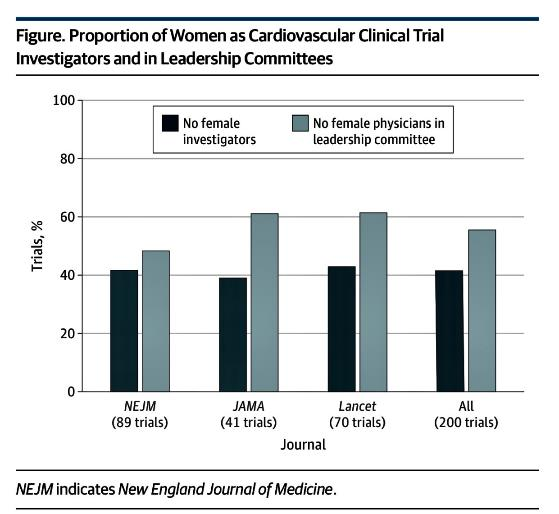 Figure. Proportion of Women as Cardiovascular Clinical Trial
Investigators and in Leadership Committees
100
80
60
40
20
0
Trials, %
No female
investigators
No female physicians in
leadership committee
NEJM
(89 trials)
JAMA
(41 trials)
Lancet
(70 trials)
All
(200 trials)
Journal
NEJM indicates New England Journal of Medicine.